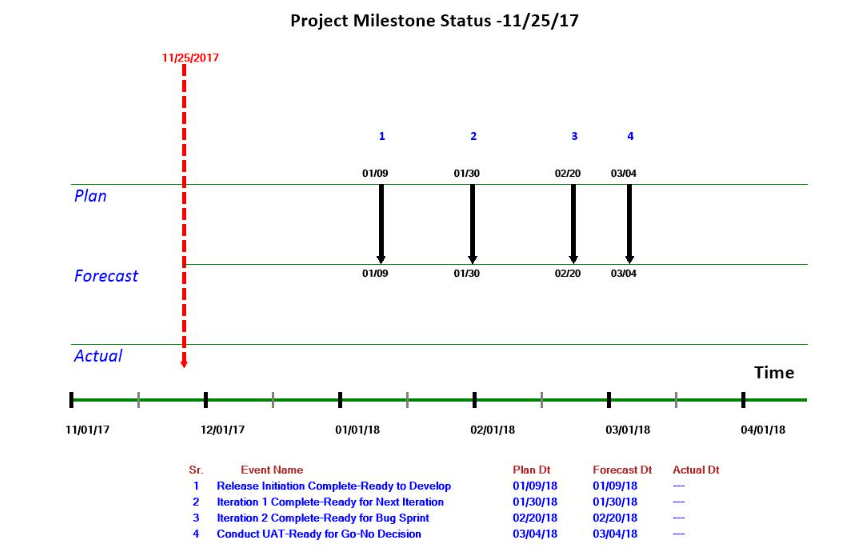 Project Milestone Status -11/25/17
11/25/2017
1 2 3 4
01/09 01/30 02/20 03/04
Plan
Forecast
01/09 01/30 02/20 03/04
Actual
Time
11/01/17 12/01/17 01/01/18 02/01/18 03/01/18 04/01/18
Sr. Event Name Plan Dt Forecast Dt Actual Dt
1 Release Initiation Complete-Ready to Develop 01/09/18 01/09/18 ---
2 Iteration 1 Complete-Ready for Next Iteration 01/30/18 01/30/18 ---
3 Iteration 2 Complete-Ready for Bug Sprint 02/20/18 02/20/18 ---
4 Conduct UAT-Ready for Go-No Decision 03/04/18 03/04/18 ---